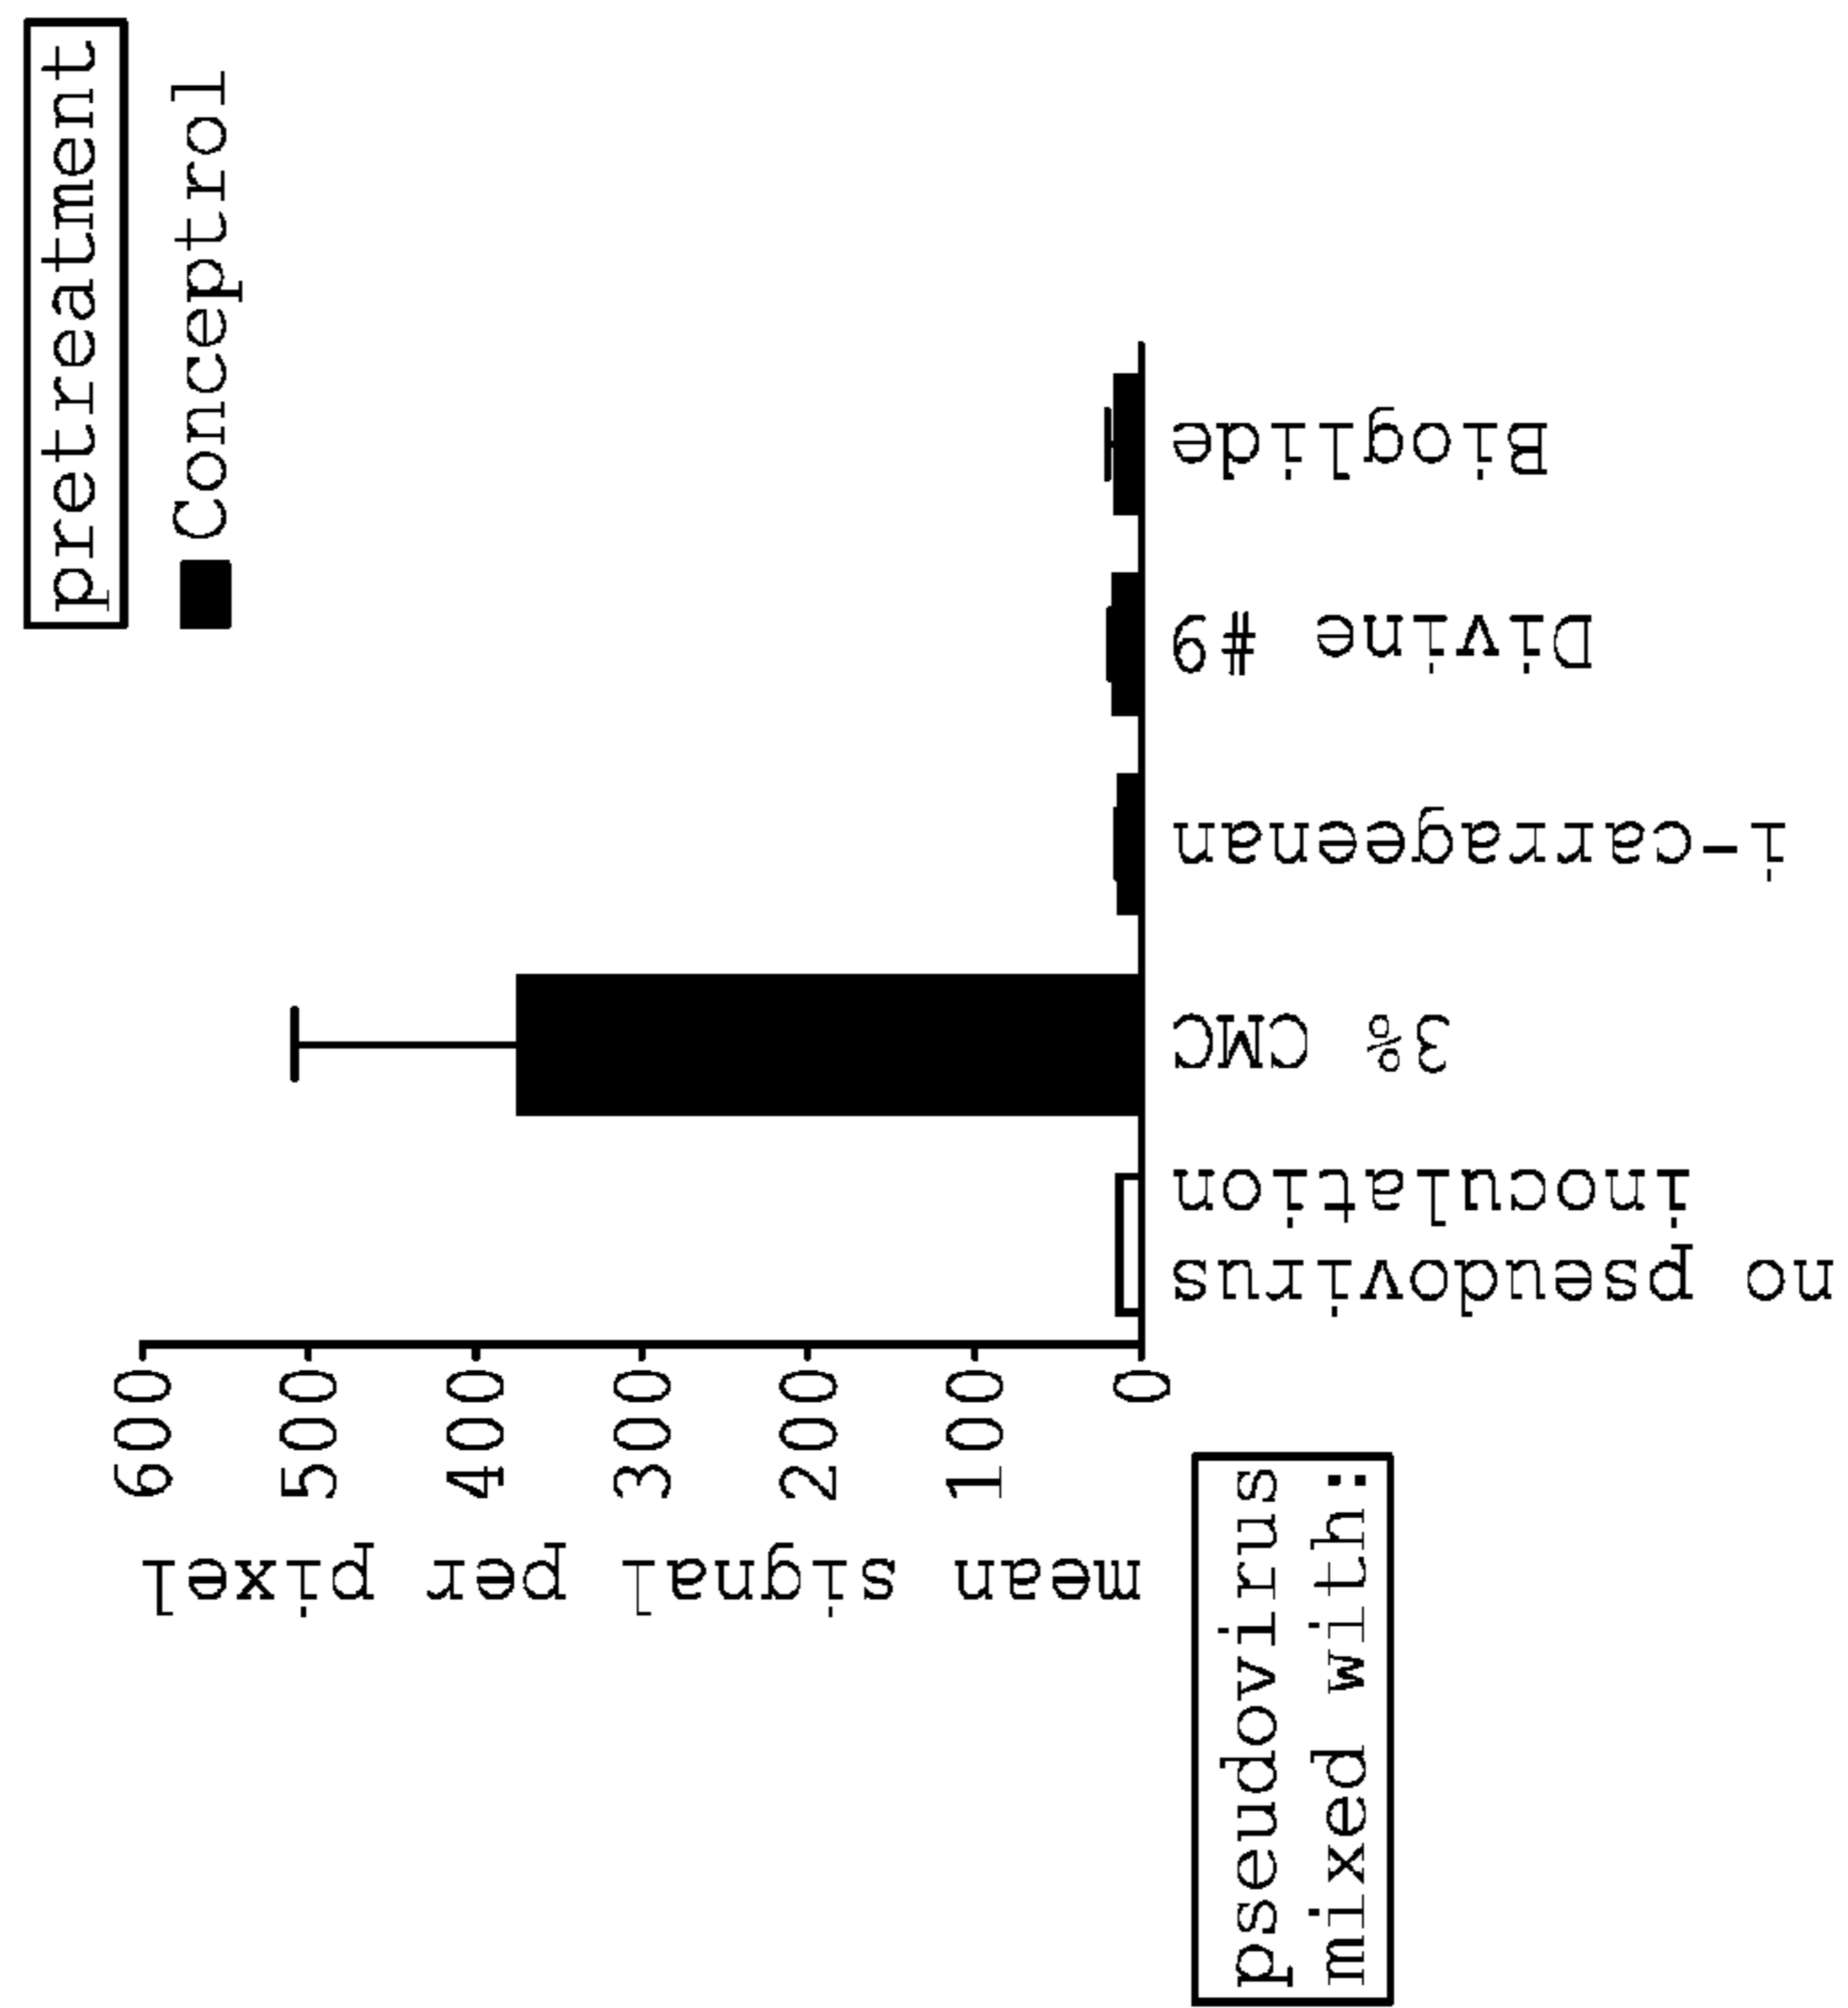 pretreatment
Conceptrol
mean signal per pixel
600
500
400
300
200
100
0
pseudovirus
mixed with:
no pseudovirus
inoculation
3% CMC
i-carrageenan
Divine #9
Bioglide